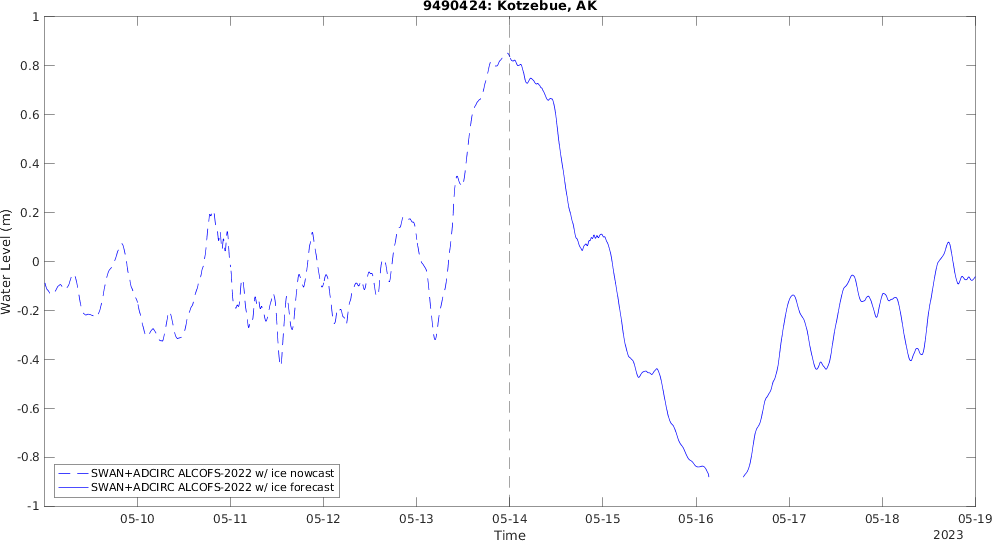 9490424: Kotzebue, AK
1
0.8
0.6
0.4
0.2
0
-0.2
-0.4
-0.6
-0.8
-1
Water Level (m)
SWAN+ADCIRC ALCOFS-2022 w/ ice nowcast
SWAN+ADCIRC ALCOFS-2022 w/ ice forecast
05-10 05-11 05-12 05-13 05-14 05-15 05-16 05-17 05-18 05-19
Time
2023